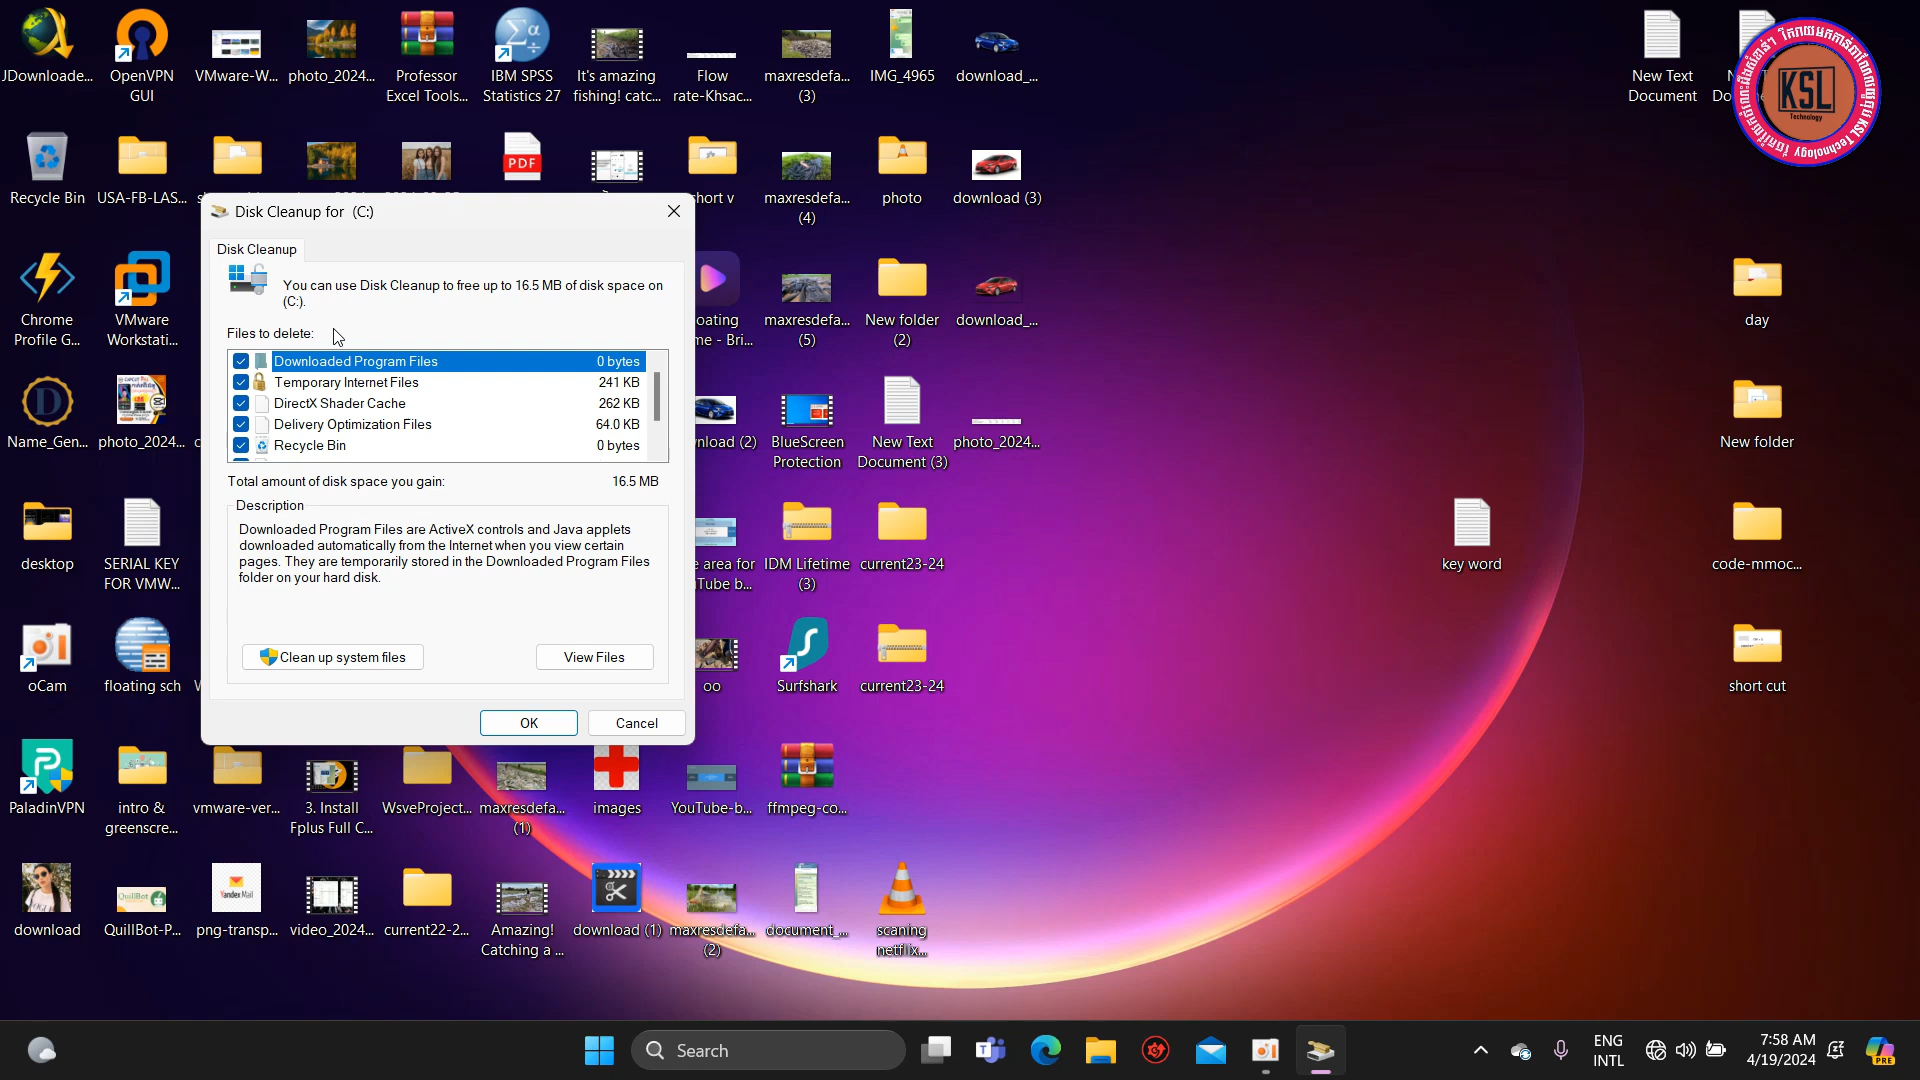 JDownloade...
OpenVPN
GUI
VMware-W...
photo_2024...
Professor
Excel Tools...
IBM SPSS
Statistics 27
It's amazing
fishing! catc...
Flow
rate-Khsac...
maxresdefa...
(3)
IMG_4965
download_...
New Text
Document
KSL
Technology
KSL Technology
Recycle Bin
USA-FB-LAS...
PDF
short v
maxresdefa...
(4)
photo
download (3)
Disk Cleanup for (C:)
Disk Cleanup
You can use Disk Cleanup to free up to 16.5 MB of disk space on
(C:).
Files to delete:
Downloaded Program Files 0 bytes
Temporary Internet Files 241 KB
DirectX Shader Cache 262 KB
Delivery Optimization Files 64.0 KB
Recycle Bin 0 bytes
Total amount of disk space you gain: 16.5 MB
Description
Downloaded Program Files are ActiveX controls and Java applets
downloaded automatically from the Internet when you view certain
pages. They are temporarily stored in the Downloaded Program Files
folder on your hard disk.
Clean up system files
View Files
OK
Cancel
Chrome
Profile G...
VMware
Workstati...
oating
me - Bri...
maxresdefa...
(5)
New folder
(2)
download_...
day
Name_Gen...
photo_2024...
nload (2)
BlueScreen
Protection
New Text
Document (3)
photo_2024...
New folder
desktop
SERIAL KEY
FOR VMW...
e area for
Tube b...
IDM Lifetime
(3)
current23-24
key word
code-mmoc...
oCam
floating sch
oo
Surfshark
current23-24
short cut
PaladinVPN
intro &
greenscre...
vmware-ver...
3. Install
Fplus Full C...
WsveProject...
maxresdefa...
(1)
images
YouTube-b...
ffmpeg-co...
download
QuillBot-P...
Yandex Mail
png-transp...
video_2024...
current22-2...
Amazing!
Catching a ...
download (1)
maxresdefa...
(2)
document_...
scaning
netflix...
Search
ENG
INTL
7:58 AM
4/19/2024
PRE